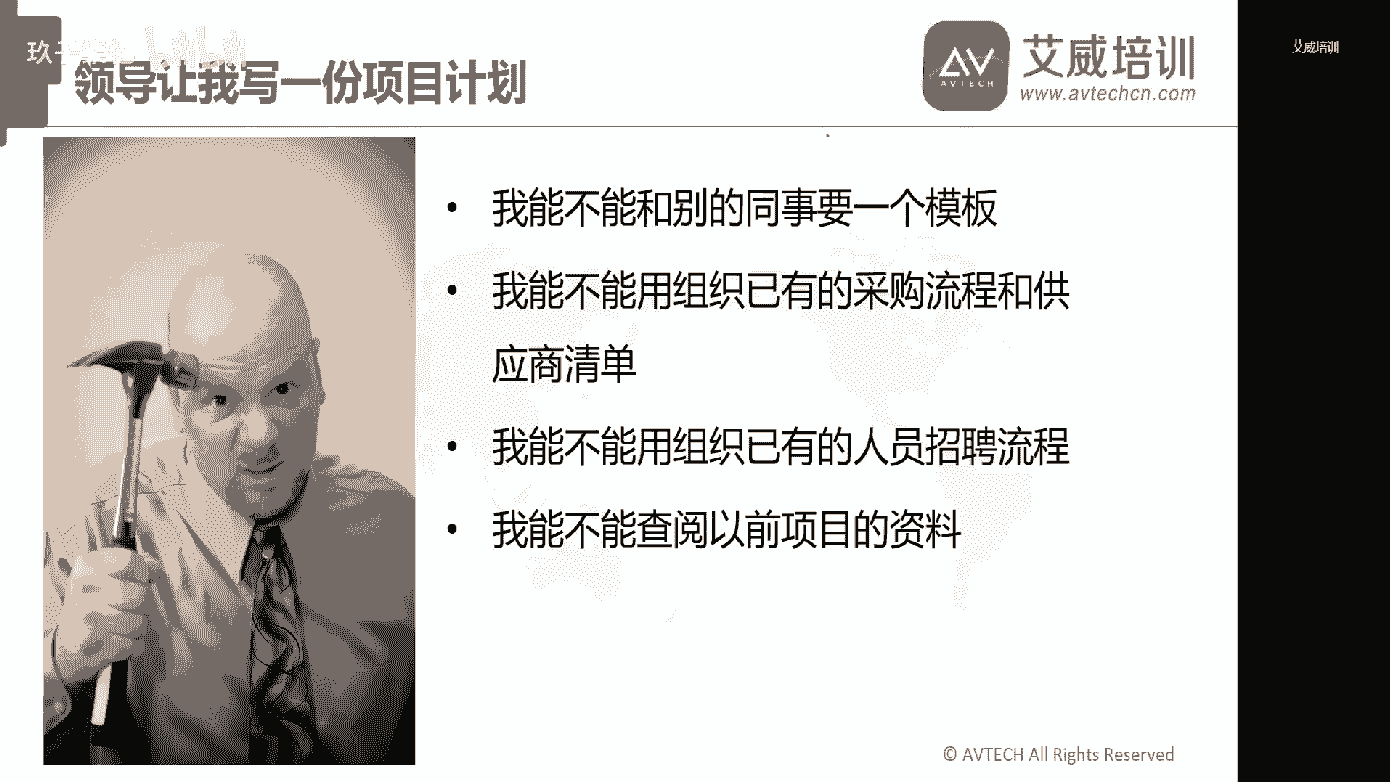 玖
领导让我写一份项目计划
AV
AVTECH
艾威培训
www.avtechcn.com
艾威培训
• 我能不能和别的同事要一个模板
• 我能不能用组织已有的采购流程和供
应商清单
• 我能不能用组织已有的人员招聘流程
• 我能不能查阅以前项目的资料
© AVTECH All Rights Reserved